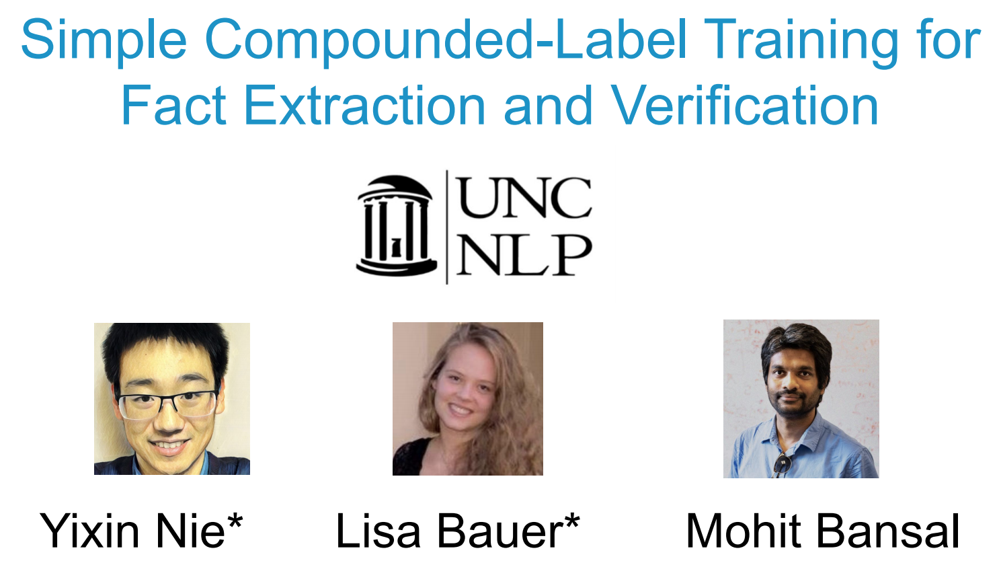 Simple Compounded-Label Training for
Fact Extraction and Verification
UNC
NLP
Yixin Nie* Lisa Bauer* Mohit Bansal